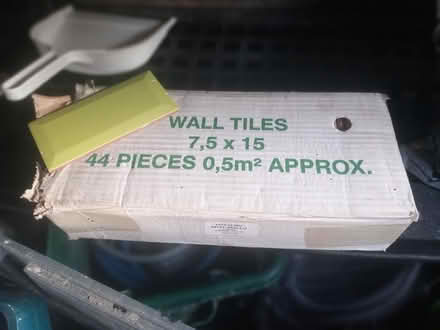 WALL TILES
7,5 x 15
44 PIECES 0,5m² APPROX.